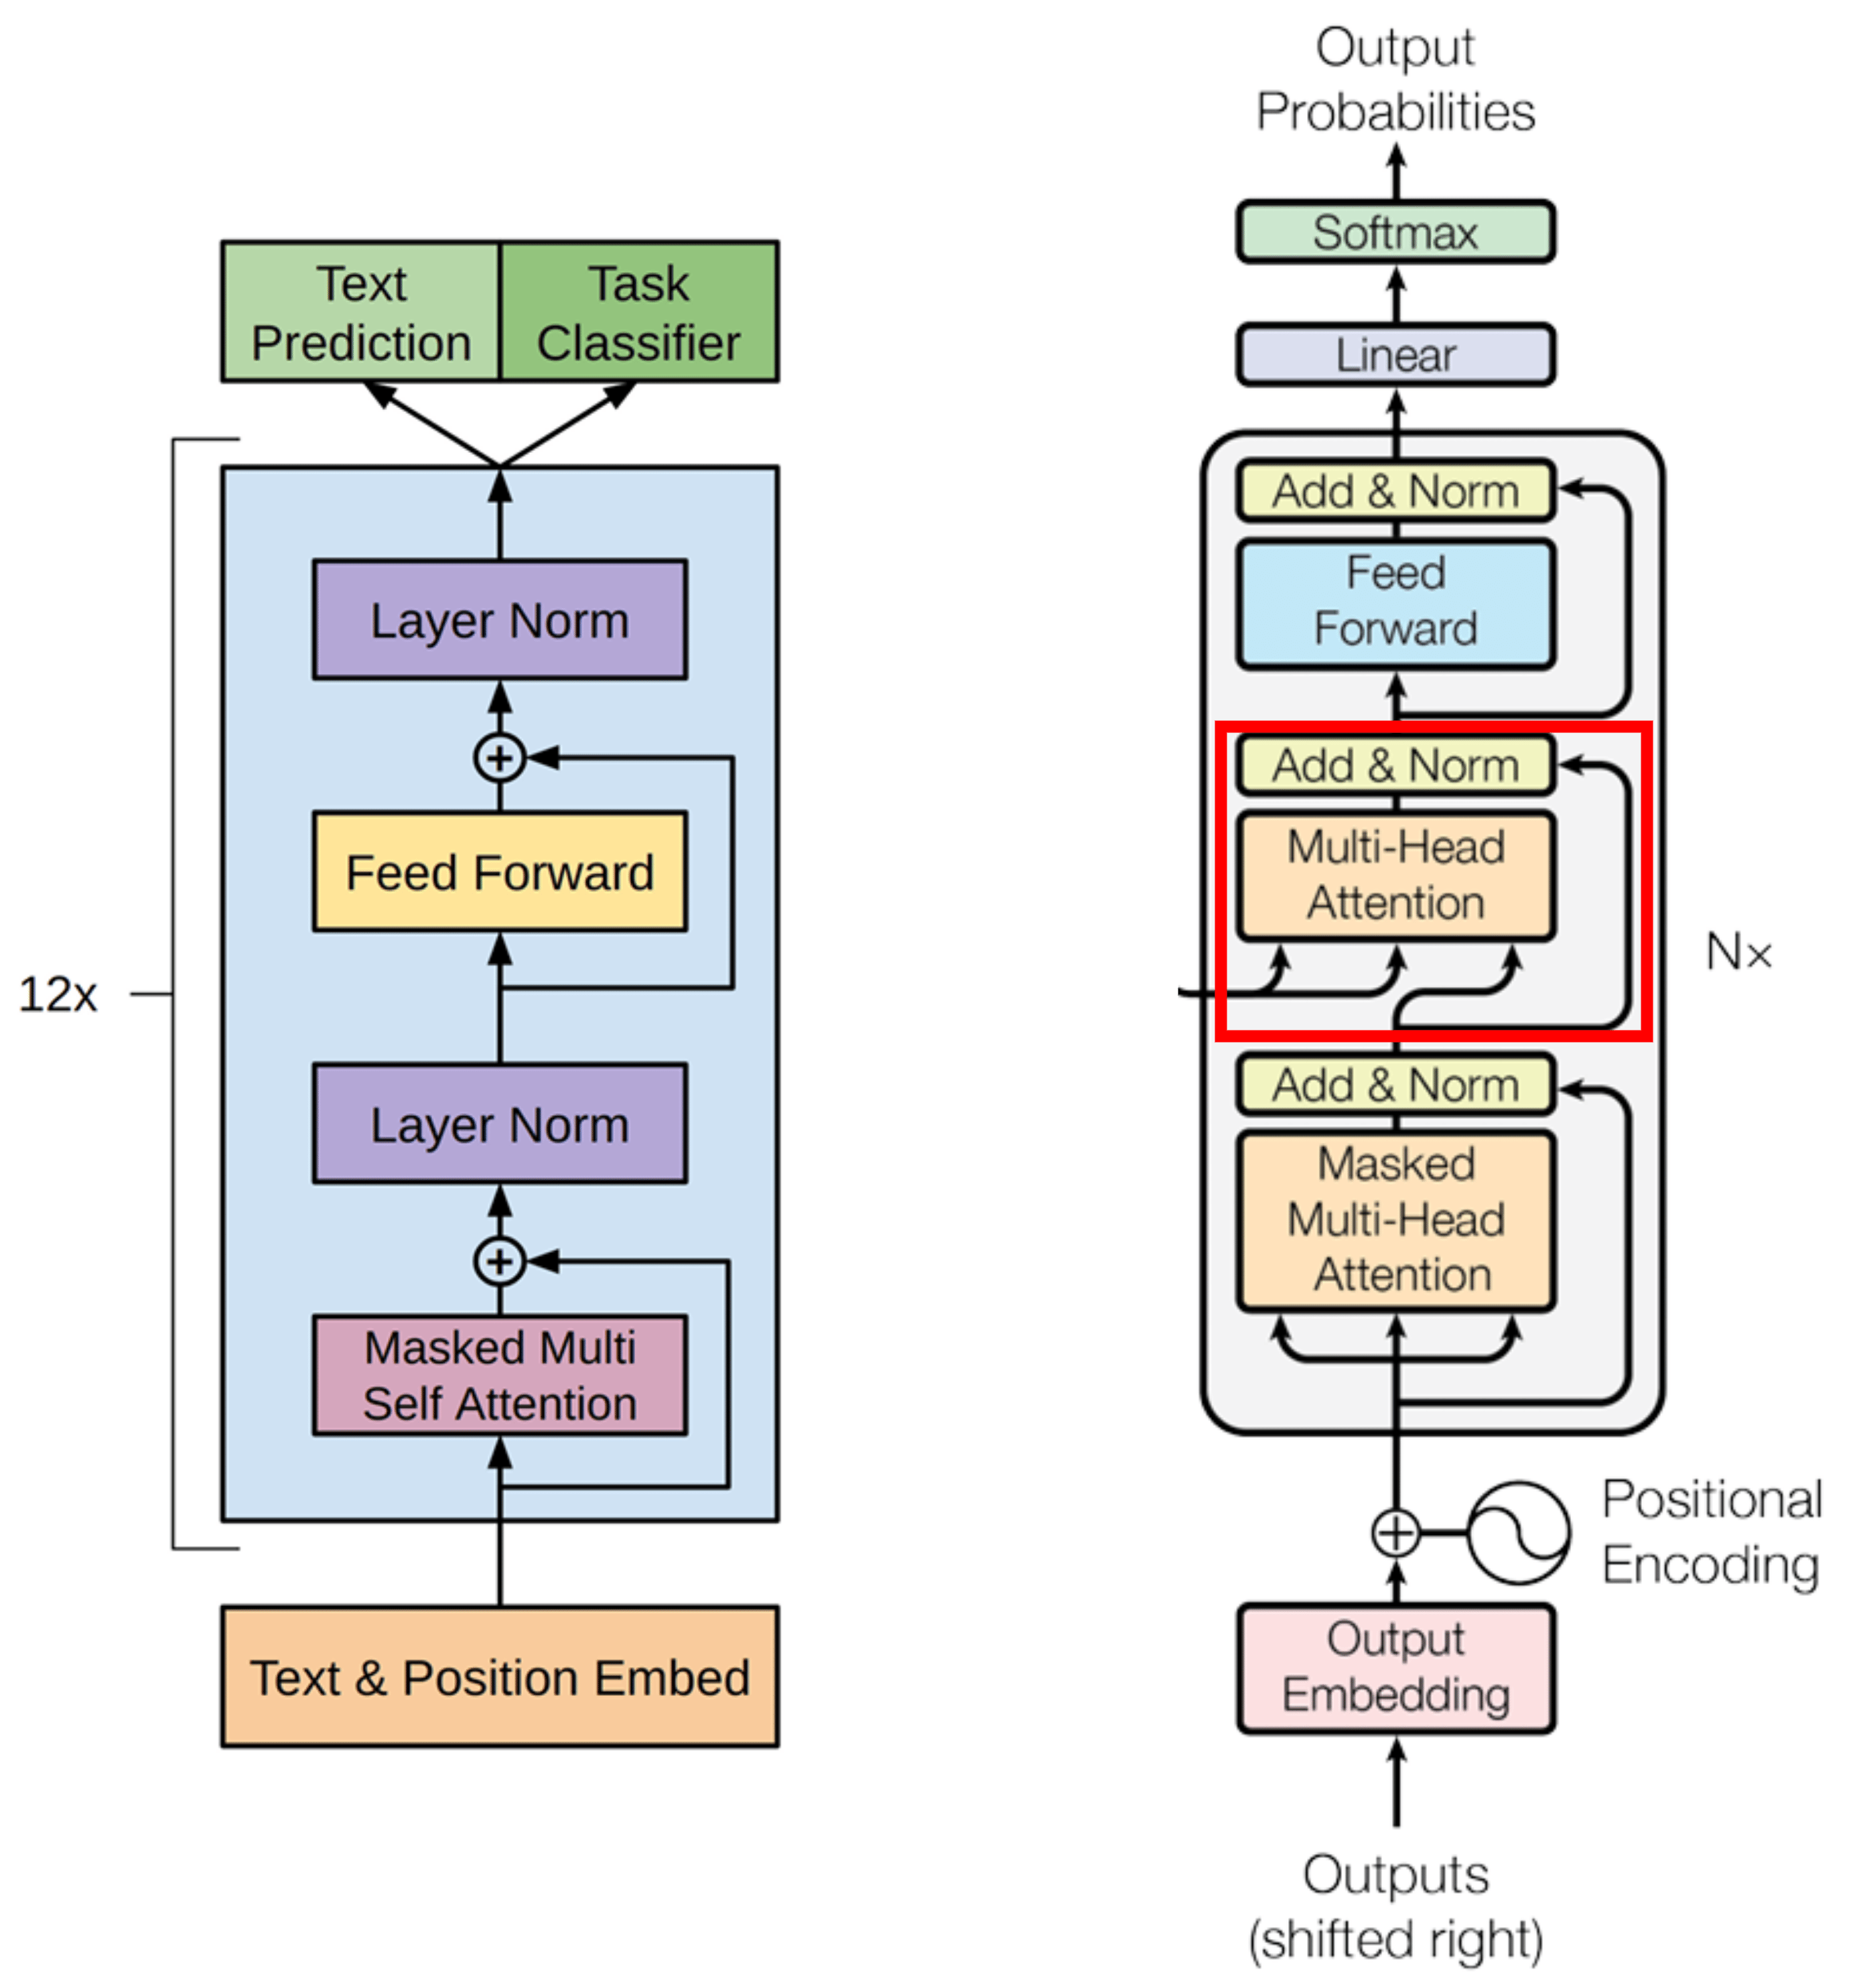 Text
Prediction
Task
Classifier
Layer Norm
Feed Forward
12x
Layer Norm
Masked Multi
Self Attention
Text & Position Embed
Output
Probabilities
Softmax
Linear
Add & Norm
Feed
Forward
Add & Norm
Multi-Head
Attention
N×
Add & Norm
Masked
Multi-Head
Attention
Positional
Encoding
Output
Embedding
Outputs
(shifted right)